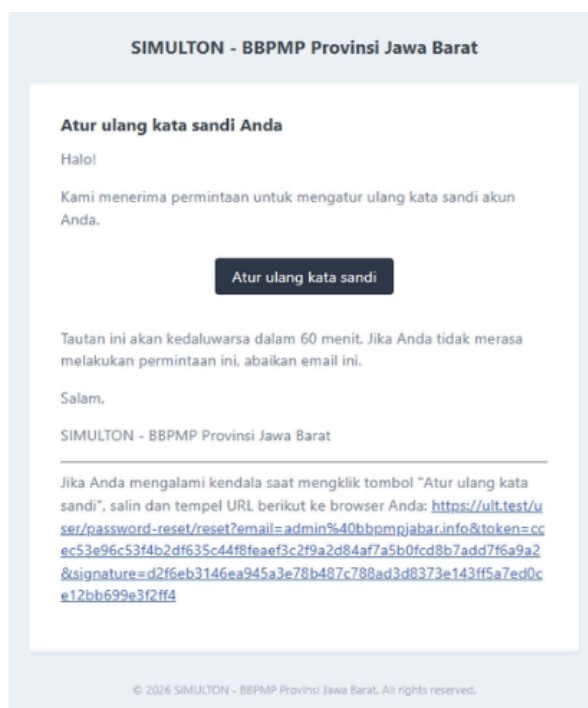 SIMULTON - BBPMP Provinsi Jawa Barat
Atur ulang kata sandi Anda
Halo!
Kami menerima permintaan untuk mengatur ulang kata sandi akun
Anda.
Atur ulang kata sandi
Tautan ini akan kedaluwarsa dalam 60 menit. Jika Anda tidak merasa
melakukan permintaan ini, abaikan email ini.
Salam,
SIMULTON - BBPMP Provinsi Jawa Barat
Jika Anda mengalami kendala saat mengklik tombol "Atur ulang kata
sandi", salin dan tempel URL berikut ke browser Anda: https://ult.test/u
ser/password-reset/reset?email=admin%40bbpmpjabar.info&token=cc
ec53e96c53f4b2df635c44f8feaef3c2f9a2d84af7a5b0fcd8b7add7f6a9a2
&signature=d2f6eb3146ea945a3e78b487c788ad3d8373e143ff5a7ed0c
e12bb699e3f2ff4
© 2026 SIMULTON - BBPMP Provinsi Jawa Barat. All rights reserved.